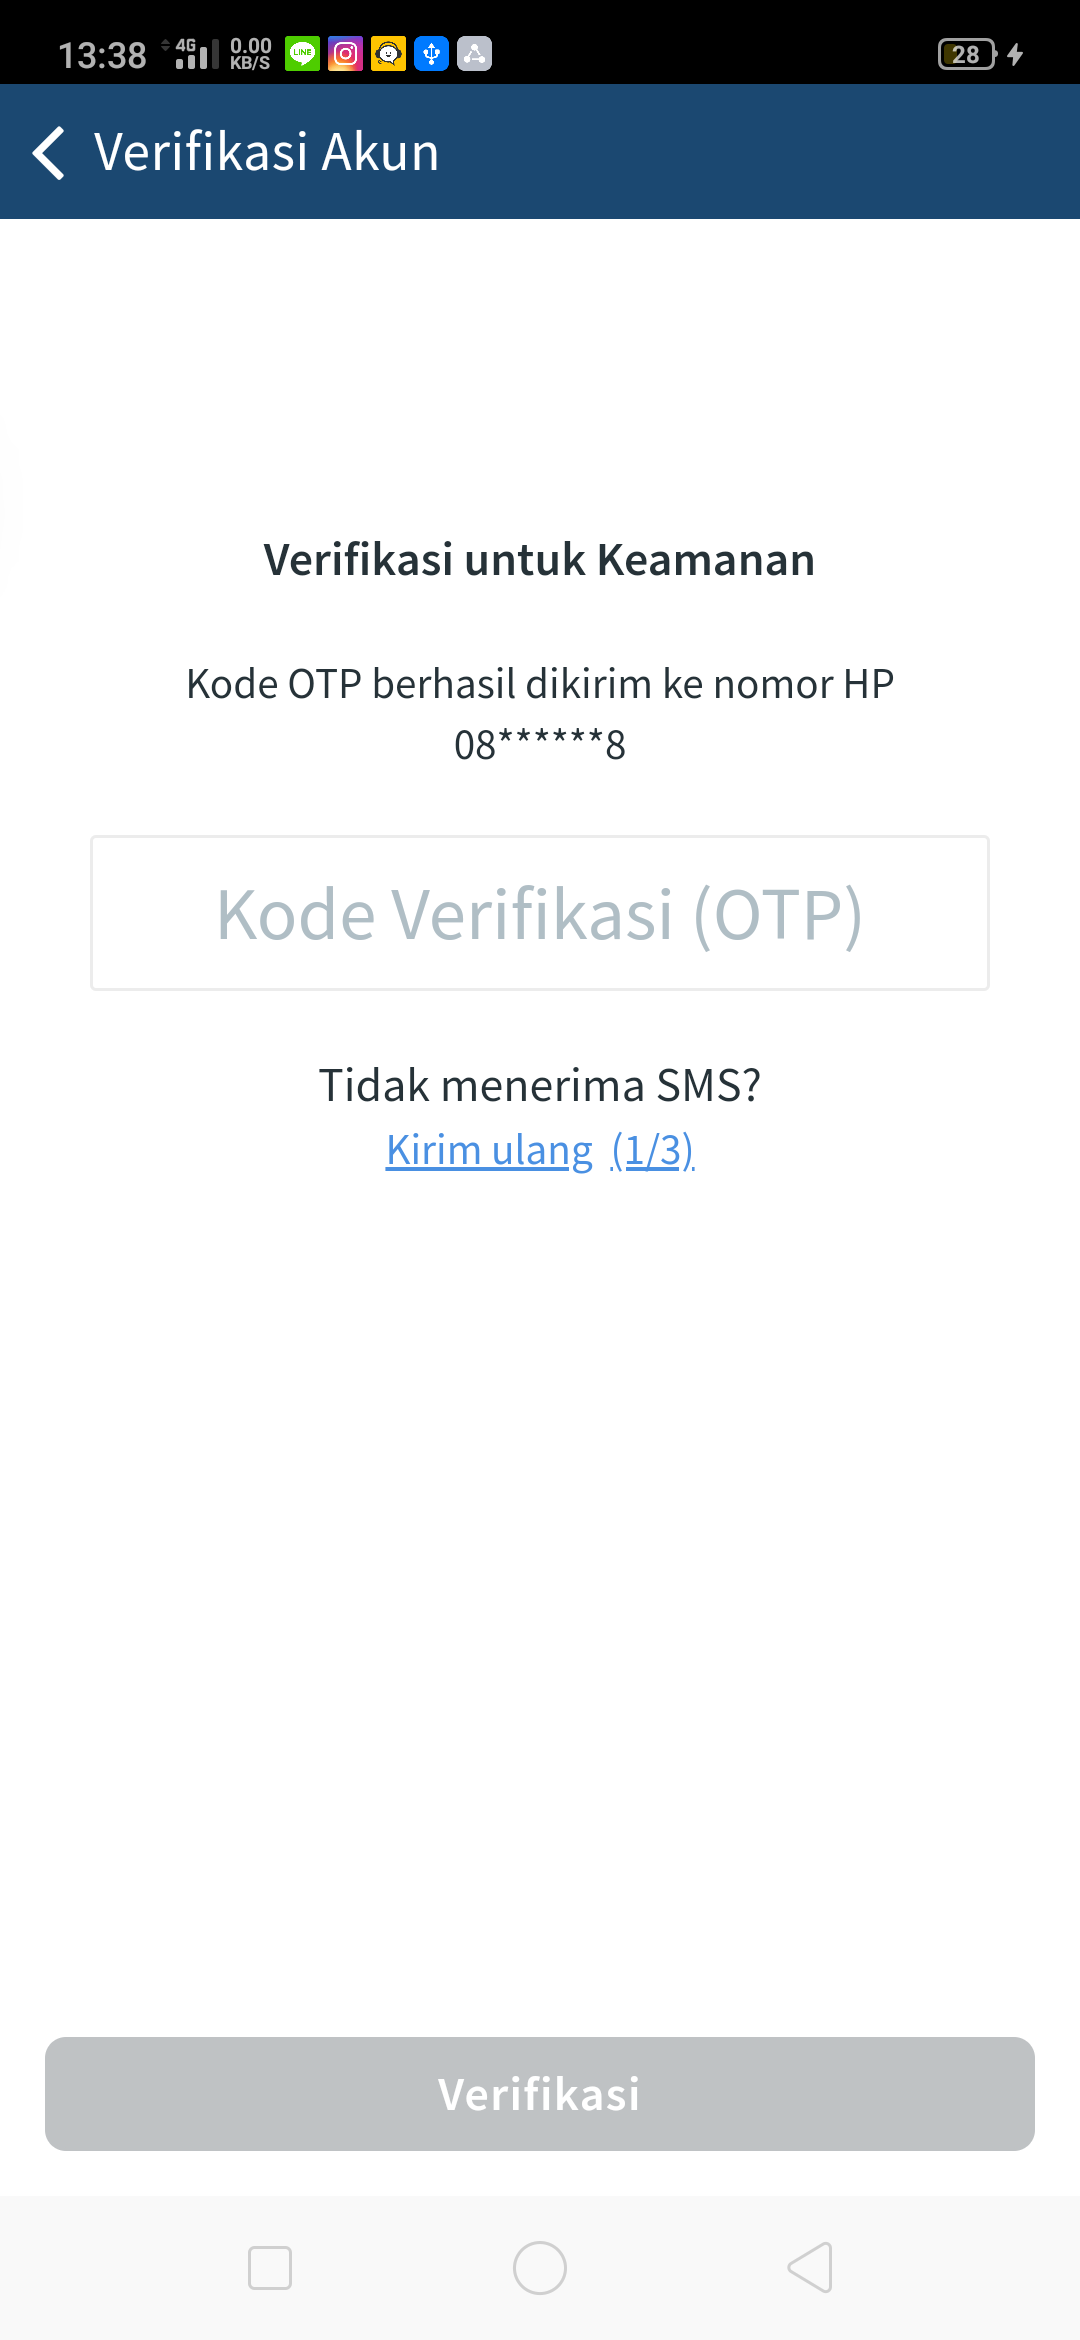 13:38 4G 0.00 KB/S LINE 28
Verifikasi Akun
Verifikasi untuk Keamanan
Kode OTP berhasil dikirim ke nomor HP
08******8
Kode Verifikasi (OTP)
Tidak menerima SMS?
Kirim ulang (1/3)
Verifikasi